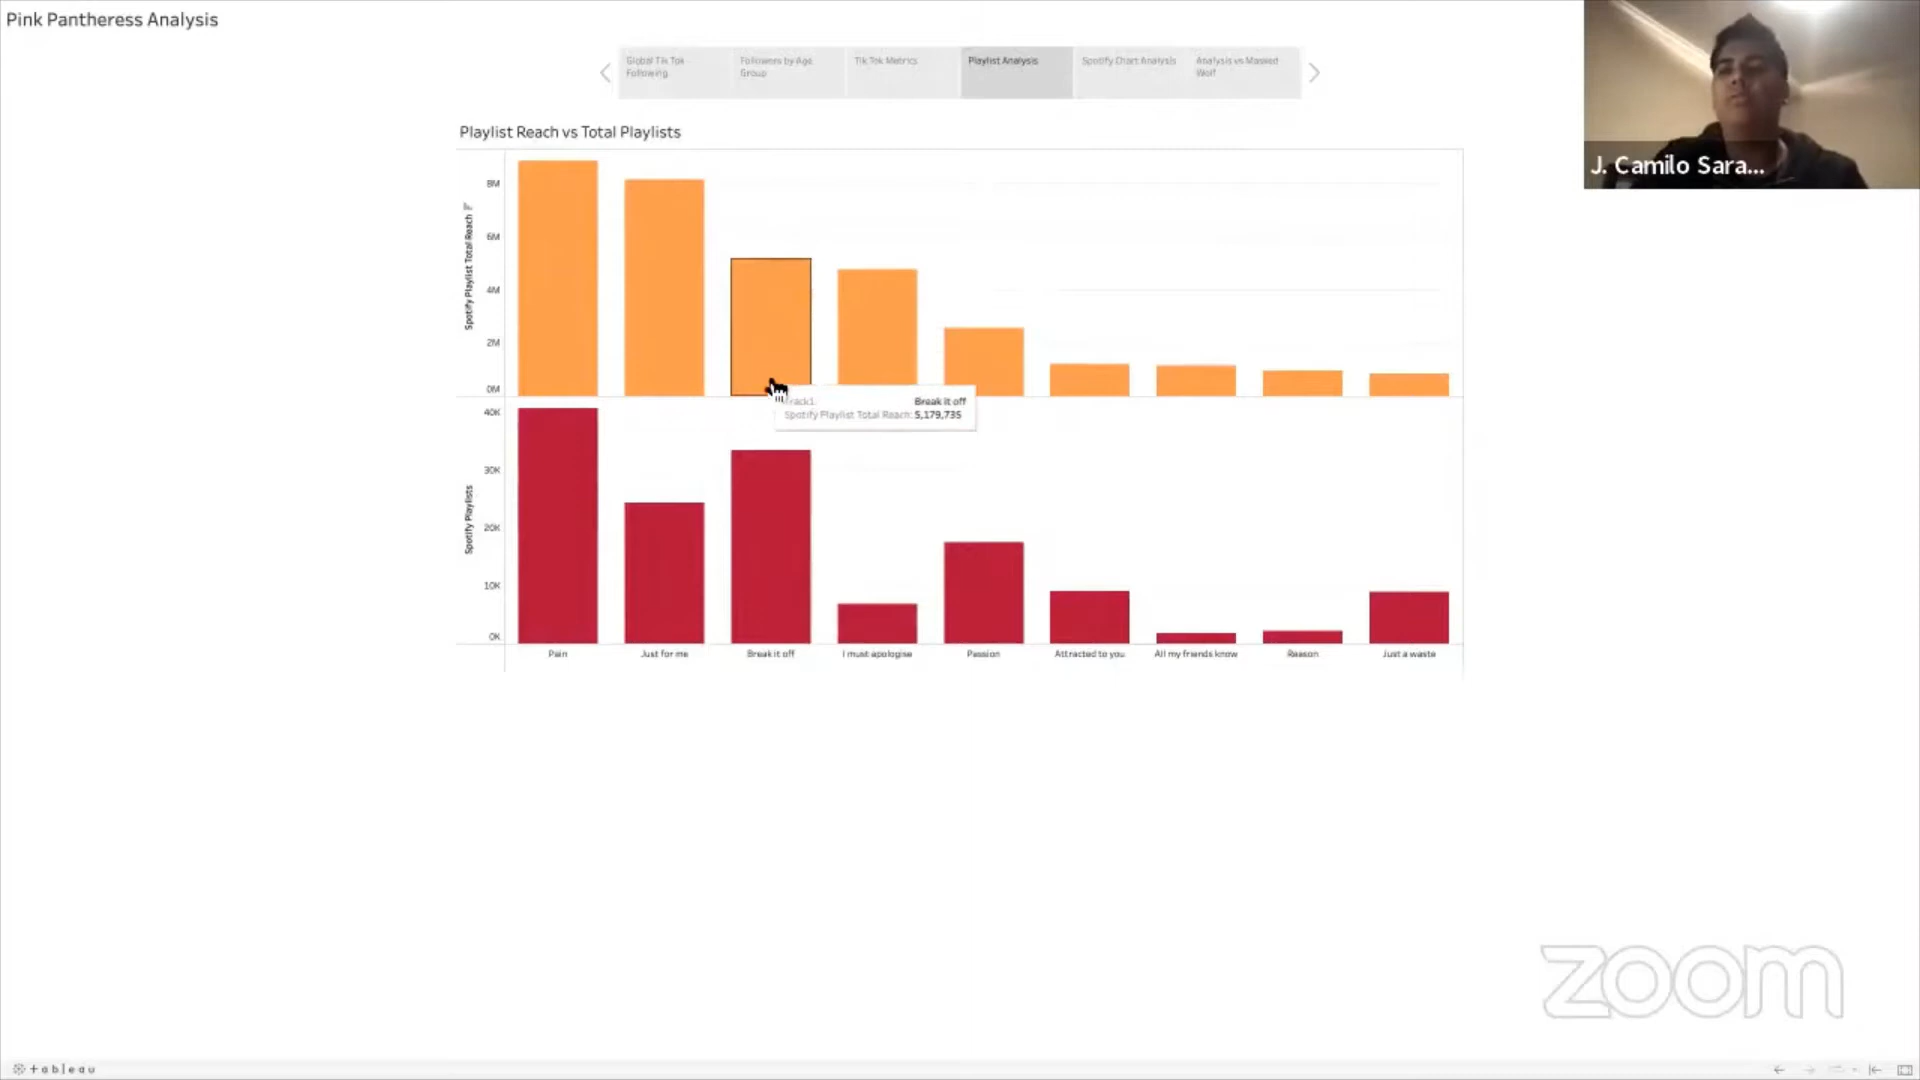 Pink Pantheress Analysis
Global Tik Tok
Following
Followers by Age
Group
Tik Tok Metrics
Playlist Analysis
Spotify Chart Analysis
Analysis vs Masked
Wolf
J. Camilo Sara...
Playlist Reach vs Total Playlists
Spotify Playlist Total Reach
8M
6M
4M
2M
0M
Track1: Break it off
Spotify Playlist Total Reach: 5,179,735
Spotify Playlists
40K
30K
20K
10K
0K
Pain
Just for me
Break it off
I must apologise
Passion
Attracted to you
All my friends know
Reason
Just a waste
zoom
+ a b l e a u